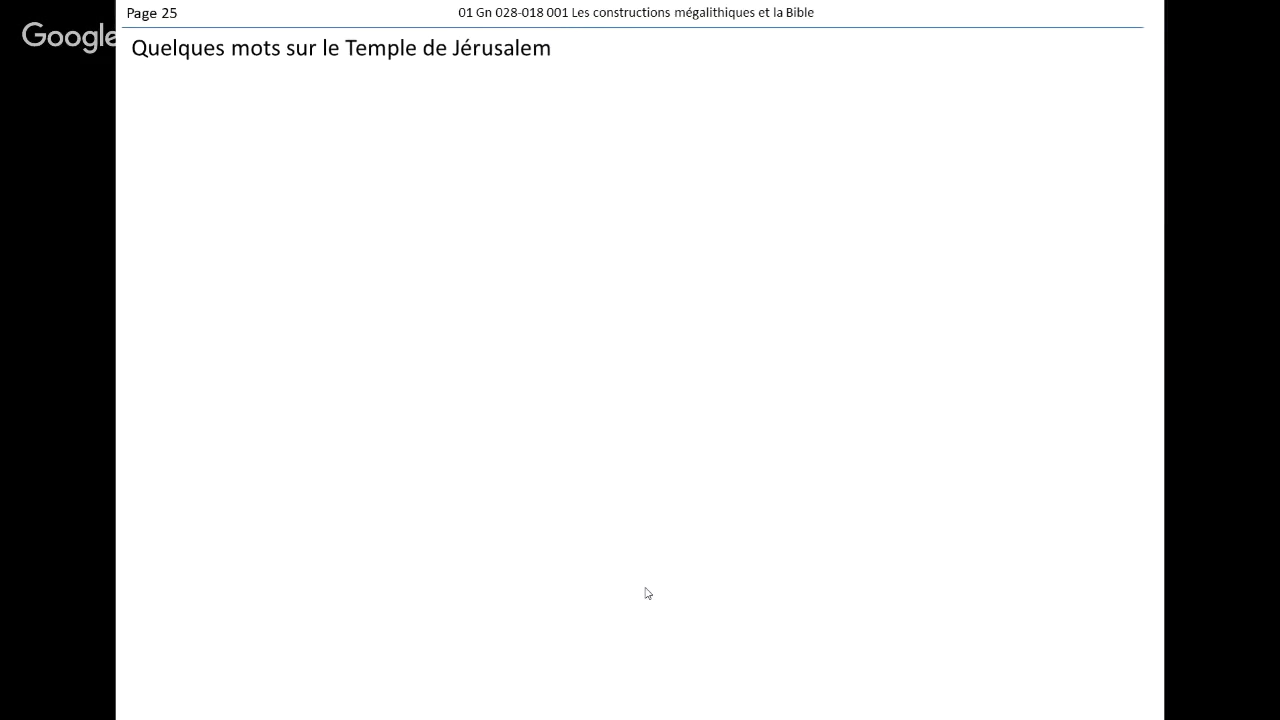 Page 25
01 Gn 028-018 001 Les constructions mégalithiques et la Bible
Google
Quelques mots sur le Temple de Jérusalem